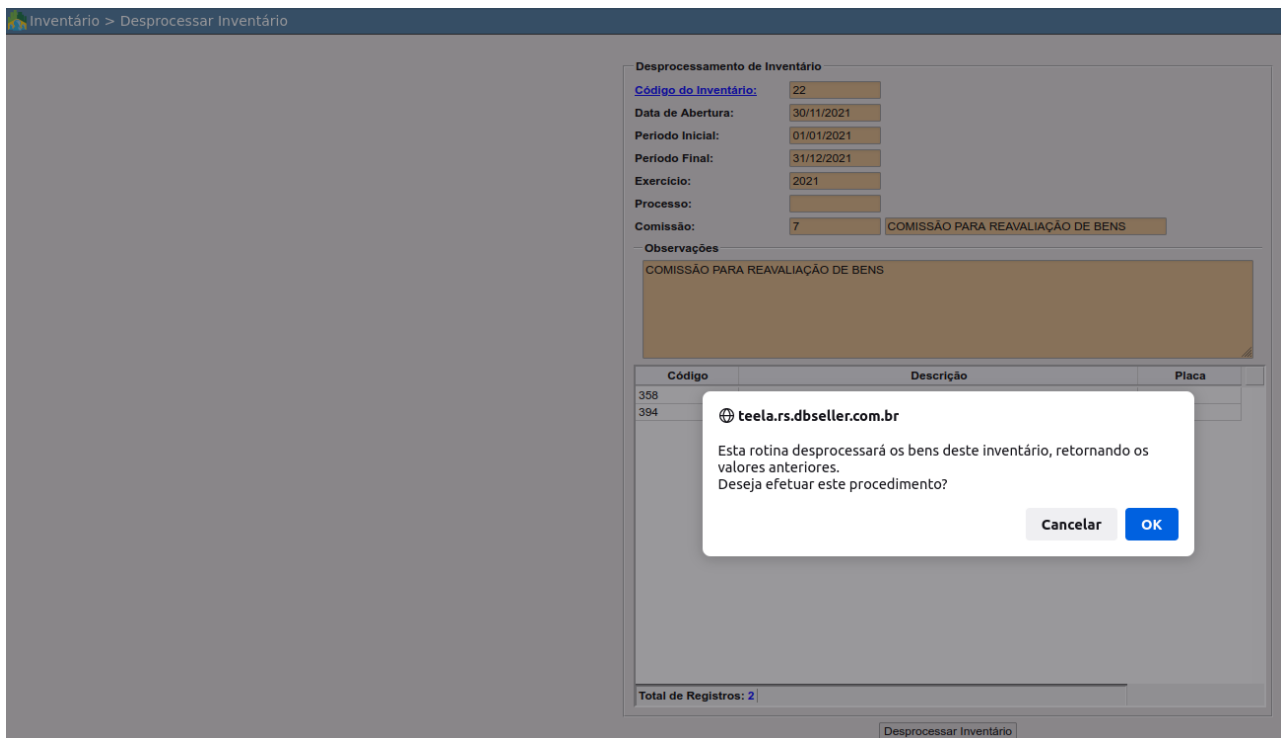 Inventário > Desprocessar Inventário
Desprocessamento de Inventário
Código do Inventário: 22
Data de Abertura: 30/11/2021
Período Inicial: 01/01/2021
Período Final: 31/12/2021
Exercício: 2021
Processo:
Comissão: 7 COMISSÃO PARA REAVALIAÇÃO DE BENS
Observações
COMISSÃO PARA REAVALIAÇÃO DE BENS
Código Descrição Placa
358
394
teela.rs.dbseller.com.br
Esta rotina desprocessará os bens deste inventário, retornando os
valores anteriores.
Deseja efetuar este procedimento?
Cancelar OK
Total de Registros: 2
Desprocessar Inventário